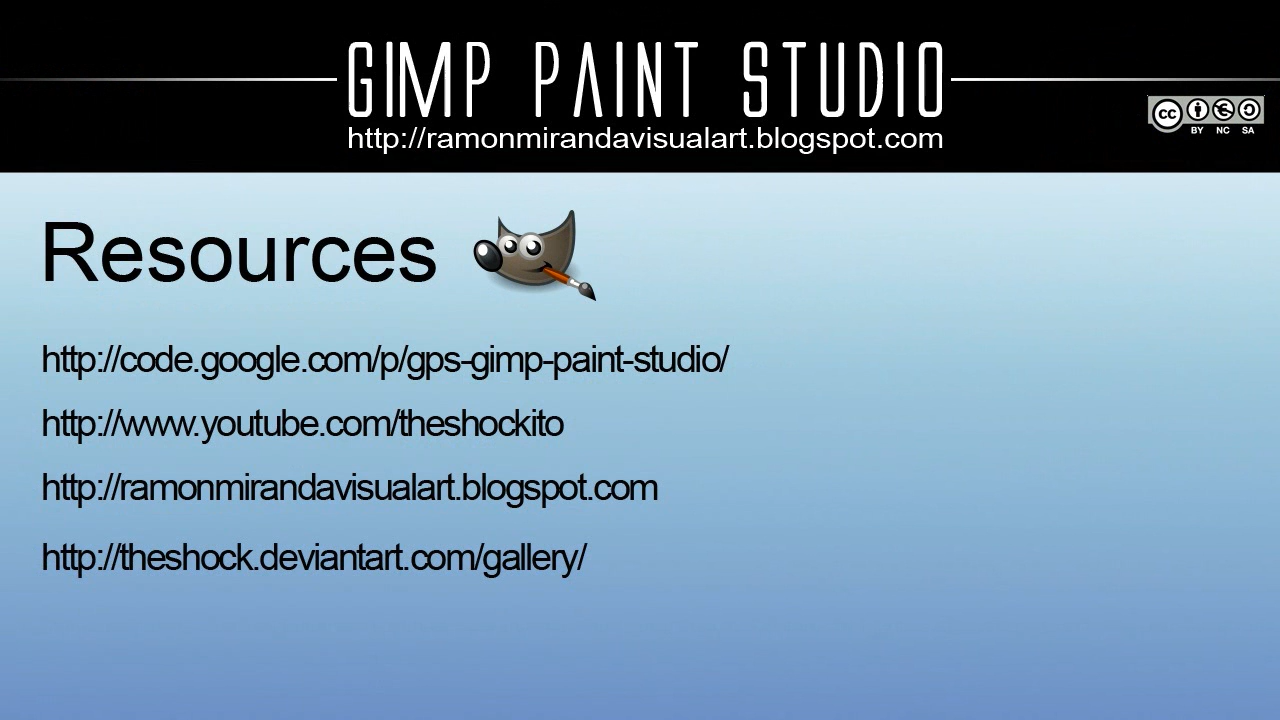 GIMP PAINT STUDIO
http://ramonmirandavisualart.blogspot.com
cc BY NC SA
Resources
http://code.google.com/p/gps-gimp-paint-studio/
http://www.youtube.com/theshockito
http://ramonmirandavisualart.blogspot.com
http://theshock.deviantart.com/gallery/